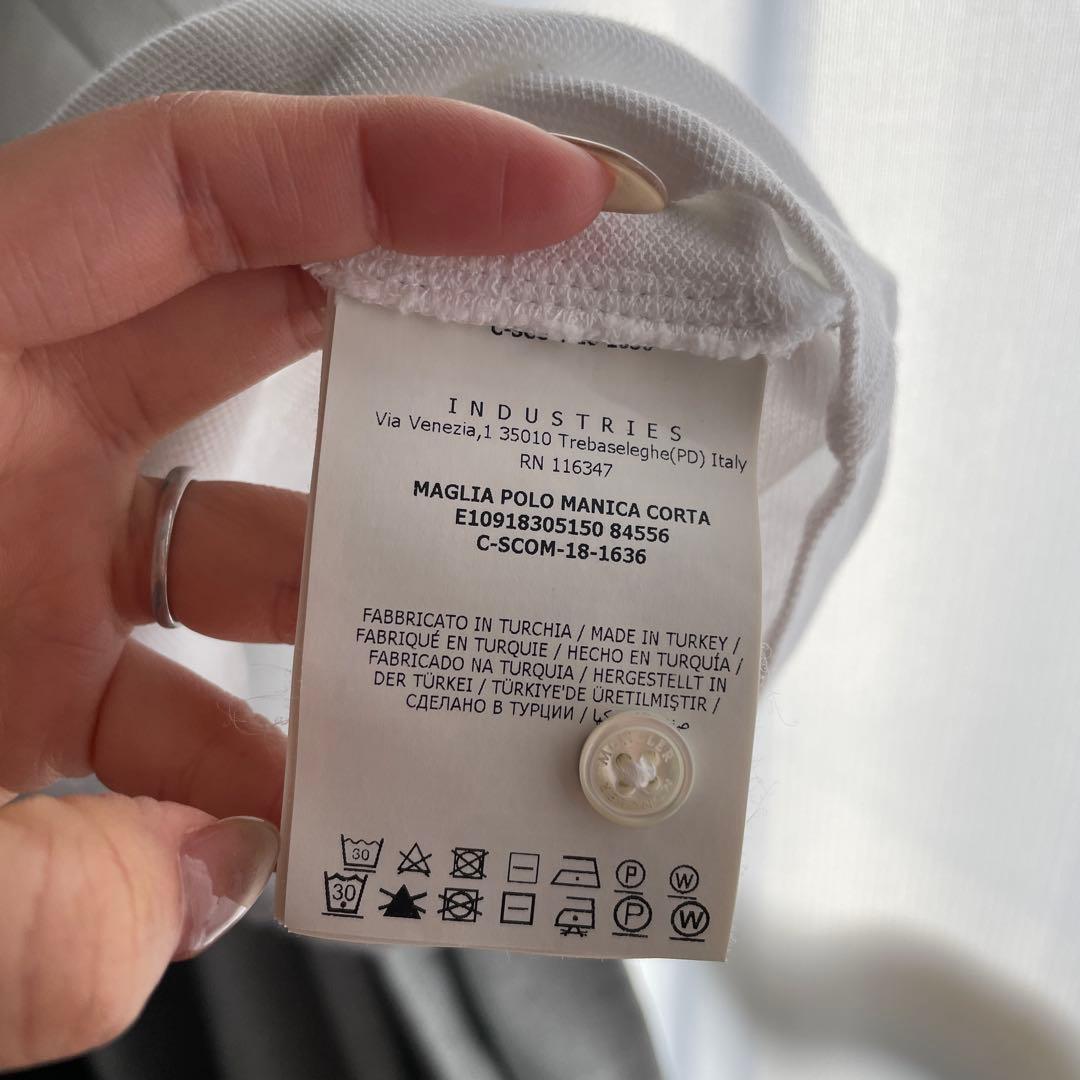 INDUSTRIES
Via Venezia,1 35010 Trebaseleghe(PD) Italy
RN 116347
MAGLIA POLO MANICA CORTA
E10918305150 84556
C-SCOM-18-1636
FABBRICATO IN TURCHIA / MADE IN TURKEY /
FABRIQUÉ EN TURQUIE / HECHO EN TURQUÍA /
FABRICADO NA TURQUIA / HERGESTELLT IN
DER TÜRKEI / TÜRKIYE'DE ÜRETILMIŞTIR /
СДЕЛАНО В ТУРЦИИ /
30 P W
30 P W